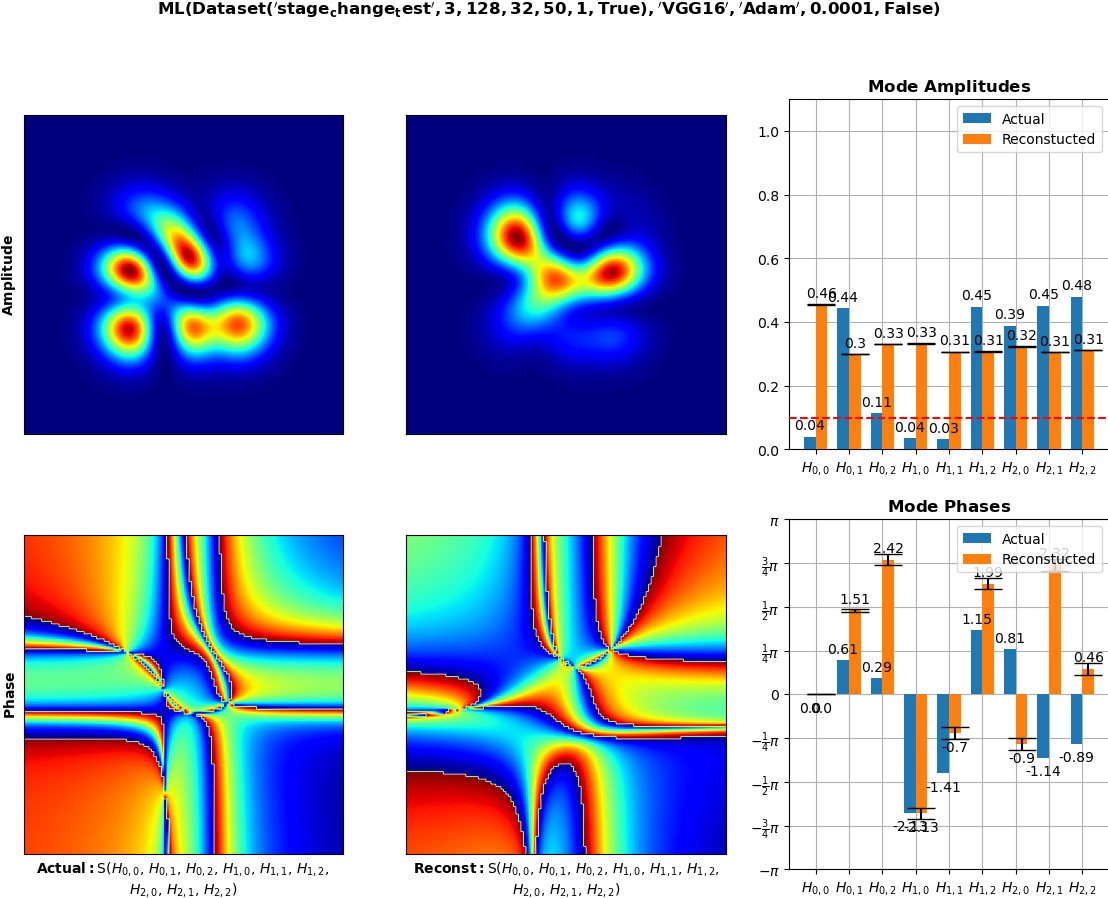 ML(Dataset('stage_change_test', 3, 128, 32, 50, 1, True), 'VGG16', 'Adam', 0.0001, False)
Amplitude
Mode Amplitudes
Actual
Reconstucted
1.0
0.8
0.6
0.4
0.2
0.0
0.04
0.46
0.44
0.3
0.11
0.33
0.04
0.33
0.03
0.31
0.45
0.31
0.39
0.32
0.45
0.31
0.48
0.31
H0,0 H0,1 H0,2 H1,0 H1,1 H1,2 H2,0 H2,1 H2,2
Phase
Actual: S(H0,0, H0,1, H0,2, H1,0, H1,1, H1,2,
H2,0, H2,1, H2,2)
Reconst: S(H0,0, H0,1, H0,2, H1,0, H1,1, H1,2,
H2,0, H2,1, H2,2)
Mode Phases
Actual
Reconstucted
π
3/4π
1/2π
1/4π
0
−1/4π
−1/2π
−3/4π
−π
0.0
0.0
0.61
1.51
0.29
2.42
-2.13
-1.41
-0.7
1.15
1.99
0.81
-0.9
-1.14
2.32
-0.89
0.46
H0,0 H0,1 H0,2 H1,0 H1,1 H1,2 H2,0 H2,1 H2,2